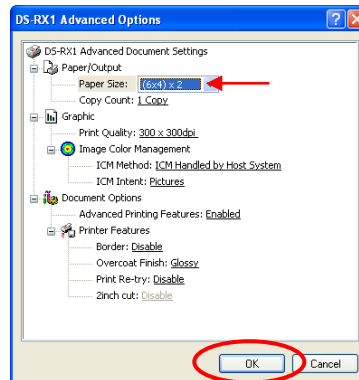 DS-RX1 Advanced Options
DS-RX1 Advanced Document Settings
Paper/Output
Paper Size: (6x4) x 2
Copy Count: 1 Copy
Graphic
Print Quality: 300 x 300dpi
Image Color Management
ICM Method: ICM Handled by Host System
ICM Intent: Pictures
Document Options
Advanced Printing Features: Enabled
Printer Features
Border: Disable
Overcoat Finish: Glossy
Print Re-try: Disable
2inch cut: Disable
OK Cancel